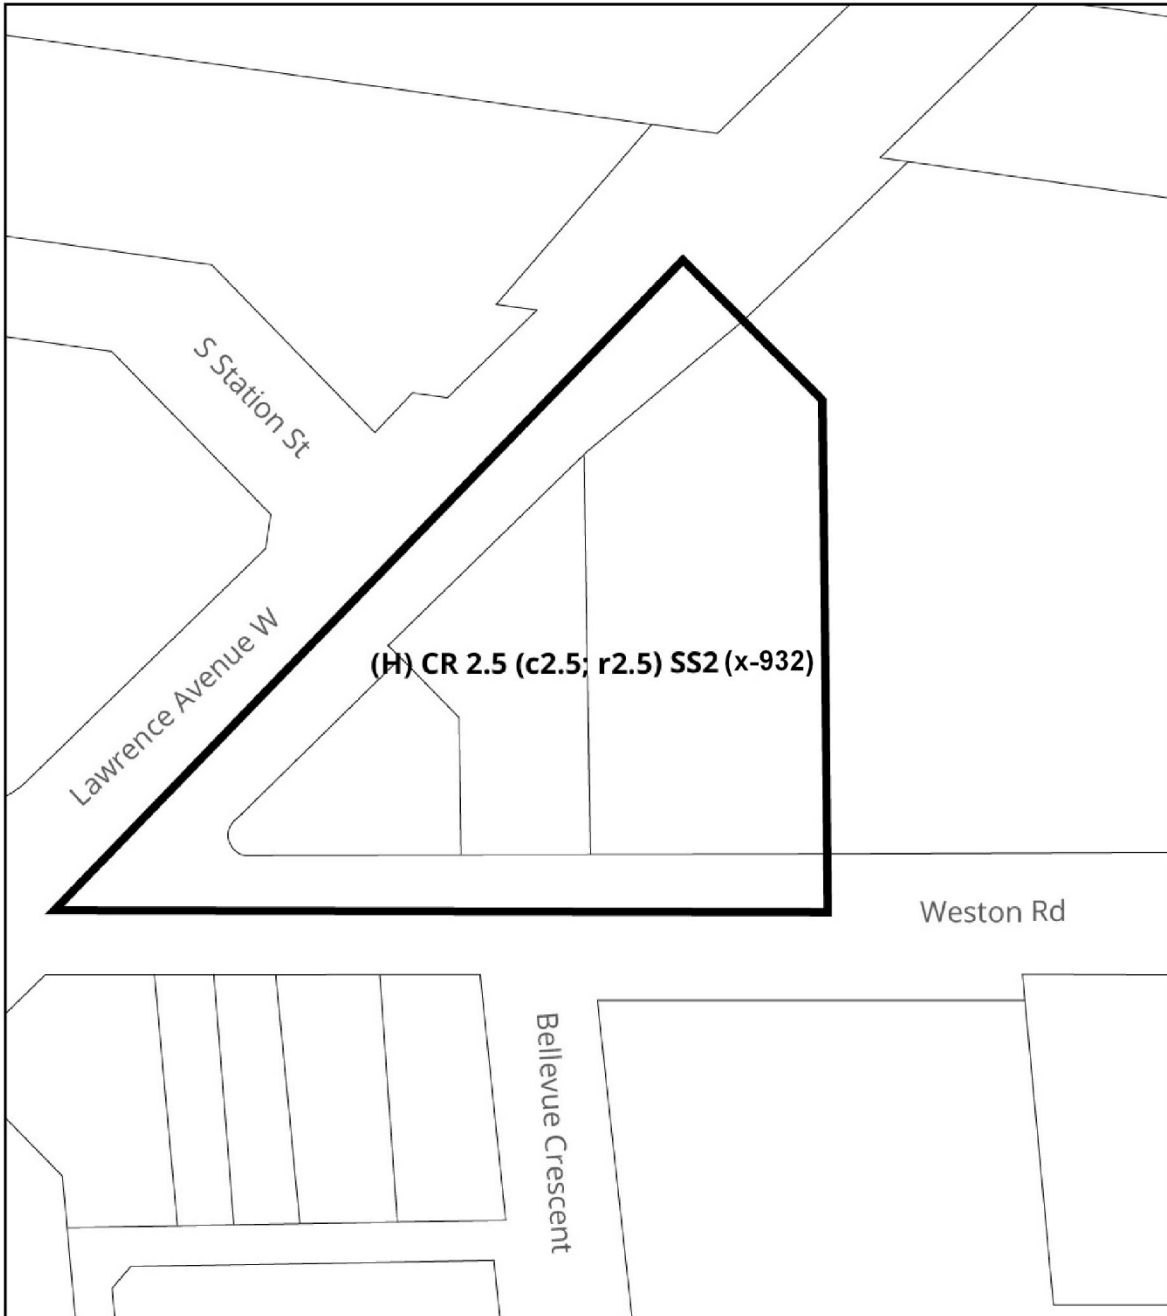 S Station St
Lawrence Avenue W
(H) CR 2.5 (c2.5; r2.5) SS2 (x-932)
Weston Rd
Bellevue Crescent